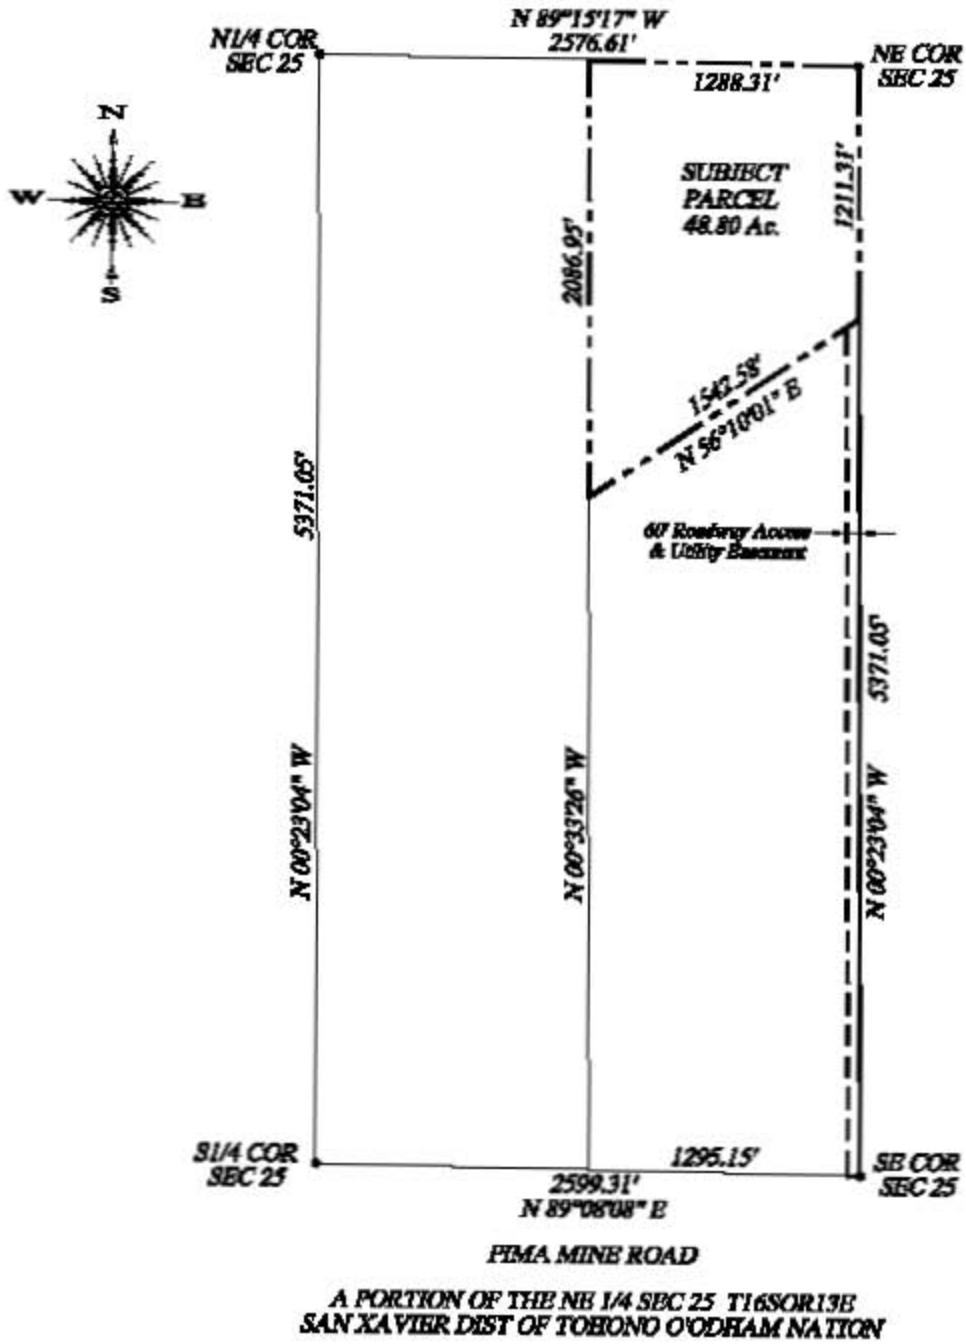 N 89°15'17" W
2576.61'
N1/4 COR
SEC 25
NE COR
SEC 25
1288.31'
N
W
E
S
SUBJECT
PARCEL
48.80 Ac.
1211.31'
2086.95'
1542.58'
N 56°10'01" E
5371.05'
60' Roadway Access
& Utility Easement
5371.05'
N 00°23'04" W
N 00°33'26" W
N 00°23'04" W
S1/4 COR
SEC 25
1295.15'
SE COR
SEC 25
2599.31'
N 89°08'08" E
PIMA MINE ROAD
A PORTION OF THE NE 1/4 SEC 25 T16SOR13E
SAN XAVIER DIST OF TOHONO O'ODHAM NATION